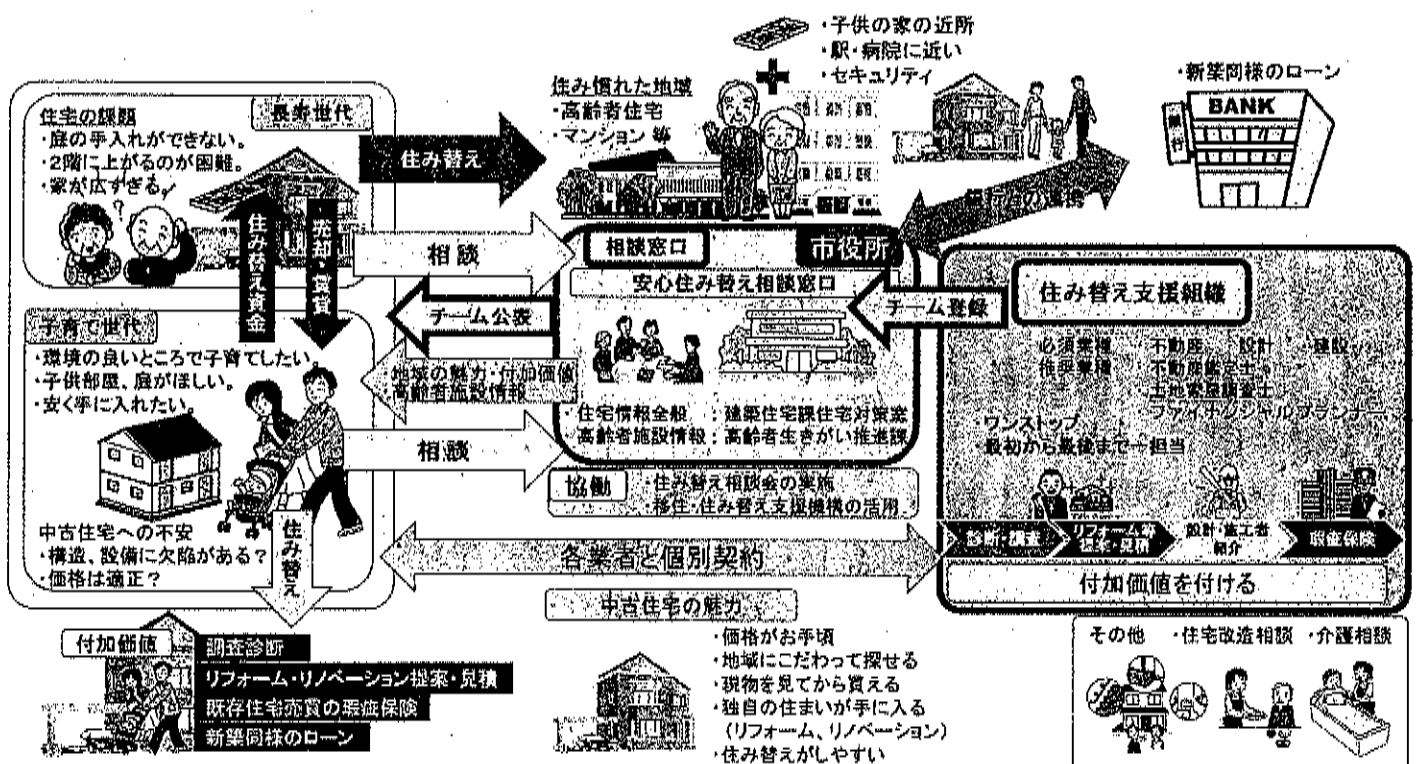 ・子供の家の近所
・駅・病院に近い
・セキュリティ
住み慣れた地域
・高齢者住宅
・マンション 等
・新築同様のローン
BANK
銀行
長寿世代
住宅の課題
・庭の手入れができない。
・2階に上がるのが困難。
・家が広すぎる。
住み替え
住み替え資金
売却・賃貸
相談
相談窓口
市役所
安心住み替え相談窓口
チーム公表
チーム登録
住み替え支援組織
必須業種 不動産 設計 建設
推奨業種 不動産鑑定士
土地家屋調査士
ファイナンシャルプランナー
・ワンストップ
最初から最後まで一担当
子育て世代
・環境の良いところで子育てしたい。
・子供部屋、庭がほしい。
・安く手に入れたい。
地域の魅力・付加価値
高齢者施設情報
・住宅情報全般 :建築住宅課住宅対策室
高齢者施設情報:高齢者生きがい推進課
相談
協働
・住み替え相談会の実施
移住・住み替え支援機構の活用
中古住宅への不安
・構造、設備に欠陥がある?
・価格は適正?
住み替え
各業者と個別契約
診断・調査
リフォーム等
提案・見積
設計・施工者
紹介
瑕疵保険
付加価値を付ける
付加価値
調査診断
リフォーム・リノベーション提案・見積
既存住宅売買の瑕疵保険
新築同様のローン
中古住宅の魅力
・価格がお手頃
・地域にこだわって探せる
・現物を見てから買える
・独自の住まいが手に入る
(リフォーム、リノベーション)
・住み替えがしやすい
その他 ・住宅改造相談 ・介護相談